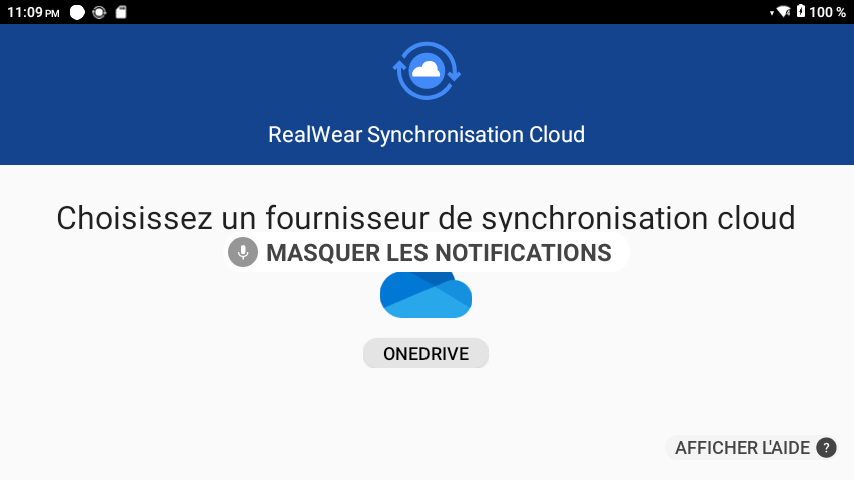 11:09 PM
100 %
RealWear Synchronisation Cloud
Choisissez un fournisseur de synchronisation cloud
MASQUER LES NOTIFICATIONS
ONEDRIVE
AFFICHER L'AIDE ?